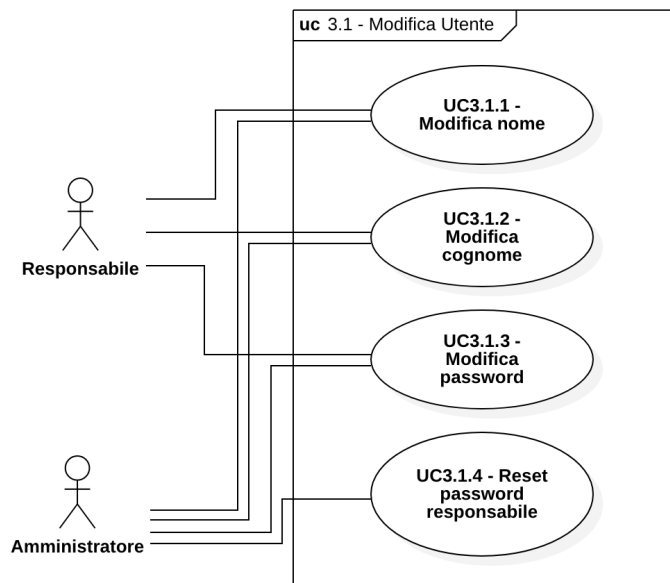 uc 3.1 - Modifica Utente
UC3.1.1 -
Modifica nome
UC3.1.2 -
Modifica
cognome
Responsabile
UC3.1.3 -
Modifica
password
UC3.1.4 - Reset
password
responsabile
Amministratore